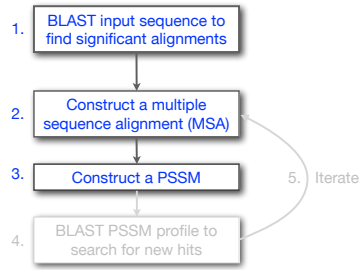 1. BLAST input sequence to
find significant alignments
2. Construct a multiple
sequence alignment (MSA)
3. Construct a PSSM
4. BLAST PSSM profile to
search for new hits
5. Iterate